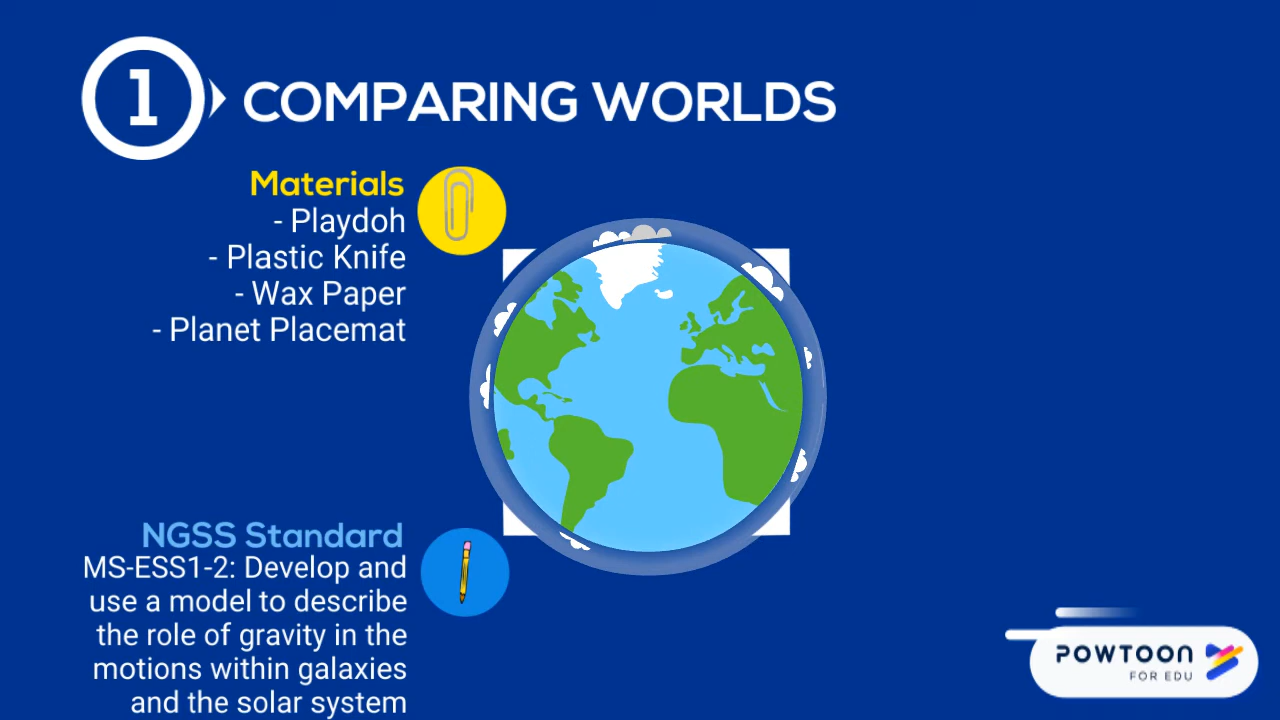 1
COMPARING WORLDS
Materials
- Playdoh
- Plastic Knife
- Wax Paper
- Planet Placemat
NGSS Standard
MS-ESS1-2: Develop and
use a model to describe
the role of gravity in the
motions within galaxies
and the solar system
POWTOON
FOR EDU